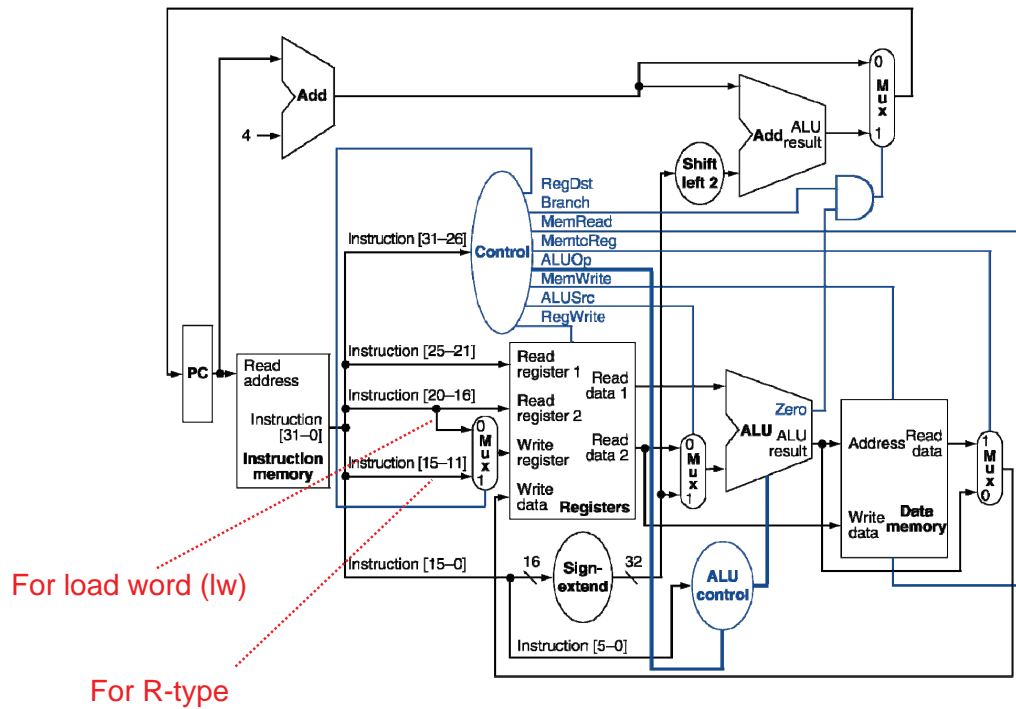 Add
4
Add
ALU
result
0
Mux
1
Shift
left 2
RegDst
Branch
MemRead
MemtoReg
ALUOp
MemWrite
ALUSrc
RegWrite
Instruction [31–26]
Control
PC
Read
address
Instruction
[31–0]
Instruction
memory
Instruction [25–21]
Instruction [20–16]
Instruction [15–11]
0
Mux
1
Read
register 1
Read
register 2
Write
register
Write
data
Read
data 1
Read
data 2
Registers
0
Mux
1
Zero
ALU
ALU
result
Address
Read
data
Write
data
Data
memory
1
Mux
0
Instruction [15–0]
16
Sign-
extend
32
ALU
control
Instruction [5–0]
For load word (lw)
For R-type